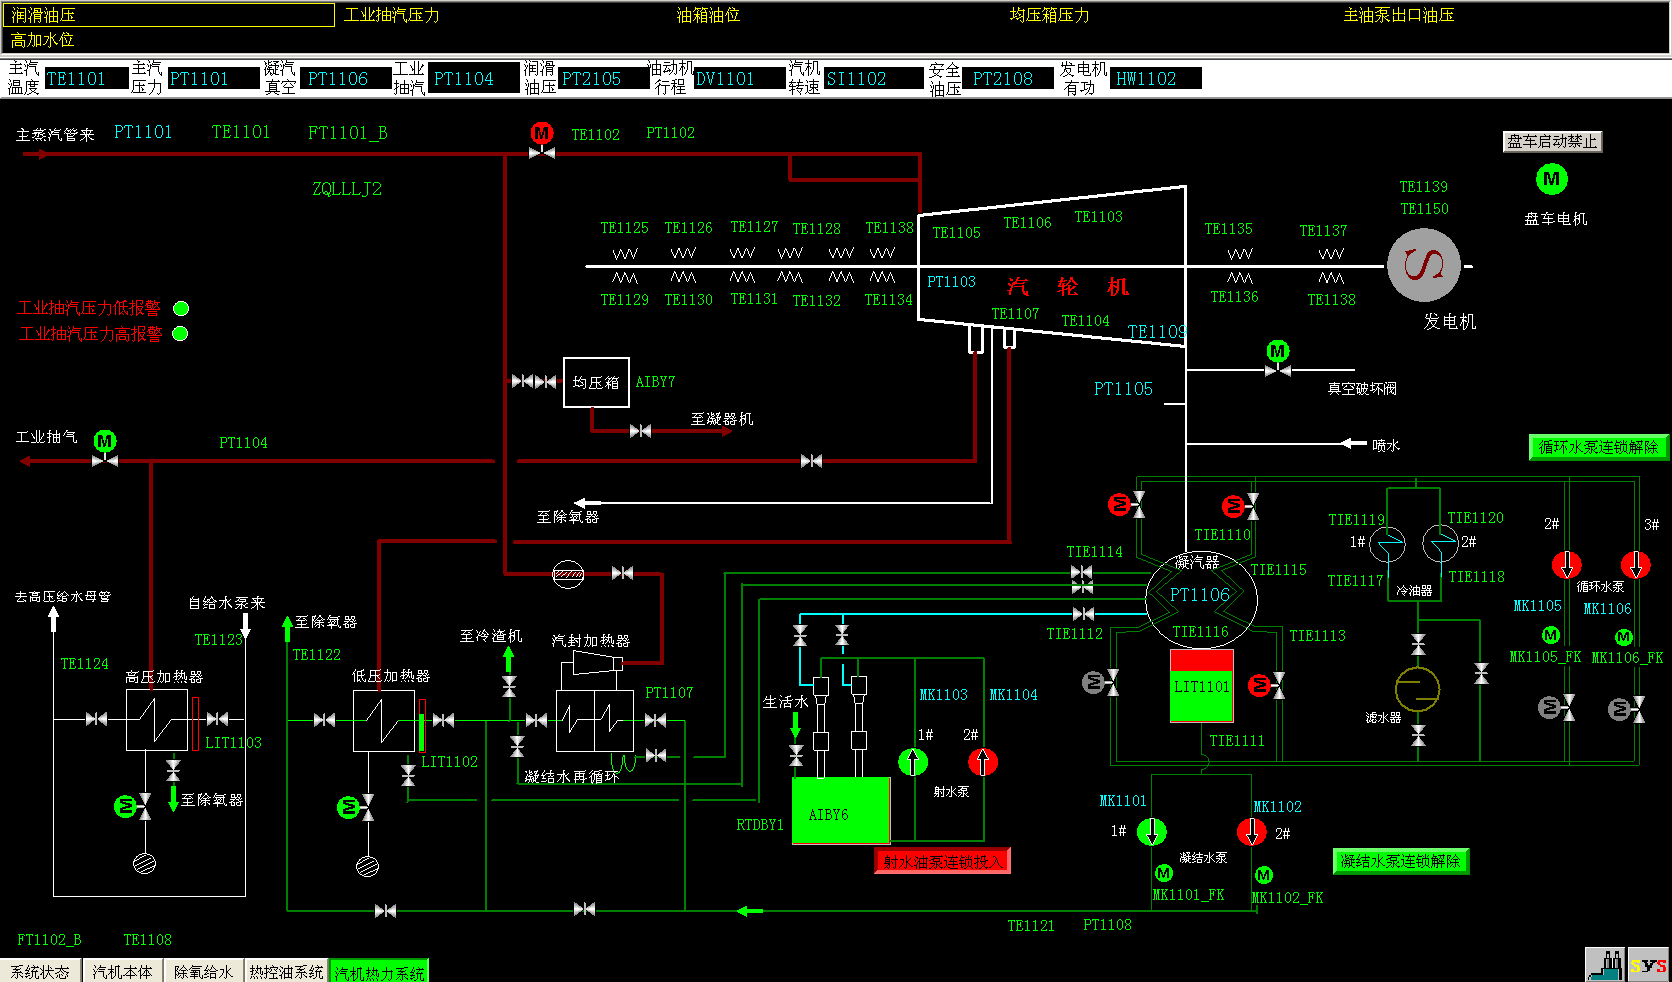 润滑油压 工业抽汽压力 油箱油位 均压箱压力 主油泵出口油压
高加水位
主汽温度 TE1101 主汽压力 PT1101 凝汽真空 PT1106 工业抽汽 PT1104 润滑油压 PT2105 油动机行程 DV1101 汽机转速 SI1102 安全油压 PT2108 发电机有功 HW1102
主蒸汽管来 PT1101 TE1101 FT1101_B M TE1102 PT1102
盘车启动禁止
ZQLLLJ2
M
盘车电机
TE1139
TE1150
TE1125 TE1126 TE1127 TE1128 TE1138 TE1105 TE1106 TE1103 TE1135 TE1137
S
PT1103 汽轮机
TE1129 TE1130 TE1131 TE1132 TE1134 TE1107 TE1104 TE1109 TE1136 TE1138
发电机
工业抽汽压力低报警
工业抽汽压力高报警
M
均压箱 AIBY7 PT1105 真空破坏阀
至凝器机
工业抽气 M PT1104 喷水
循环水泵连锁解除
至除氧器
M M TIE1110
TIE1119 TIE1120 2# 3#
1# 2#
TIE1114 凝汽器 TIE1115
TIE1117 TIE1118
冷油器 循环水泵
PT1106
MK1105 MK1106
去高压给水母管 自给水泵来
至除氧器 至冷渣机 汽封加热器
TIE1112 TIE1116 TIE1113
M M
TE1123 TE1122
TE1124
MK1105_FK MK1106_FK
高压加热器 低压加热器
M LIT1101 M
PT1107 MK1103 MK1104
生活水
滤水器 M M
LIT1103 LIT1102 1# 2# TIE1111
凝结水再循环
射水泵
M 至除氧器 M
AIBY6
RTDBY1
MK1101 MK1102
1# 2#
射水油泵连锁投入 凝结水泵 凝结水泵连锁解除
M M
MK1101_FK MK1102_FK
TE1121 PT1108
FT1102_B TE1108
系统状态 汽机本体 除氧给水 热控油系统 汽机热力系统
sys